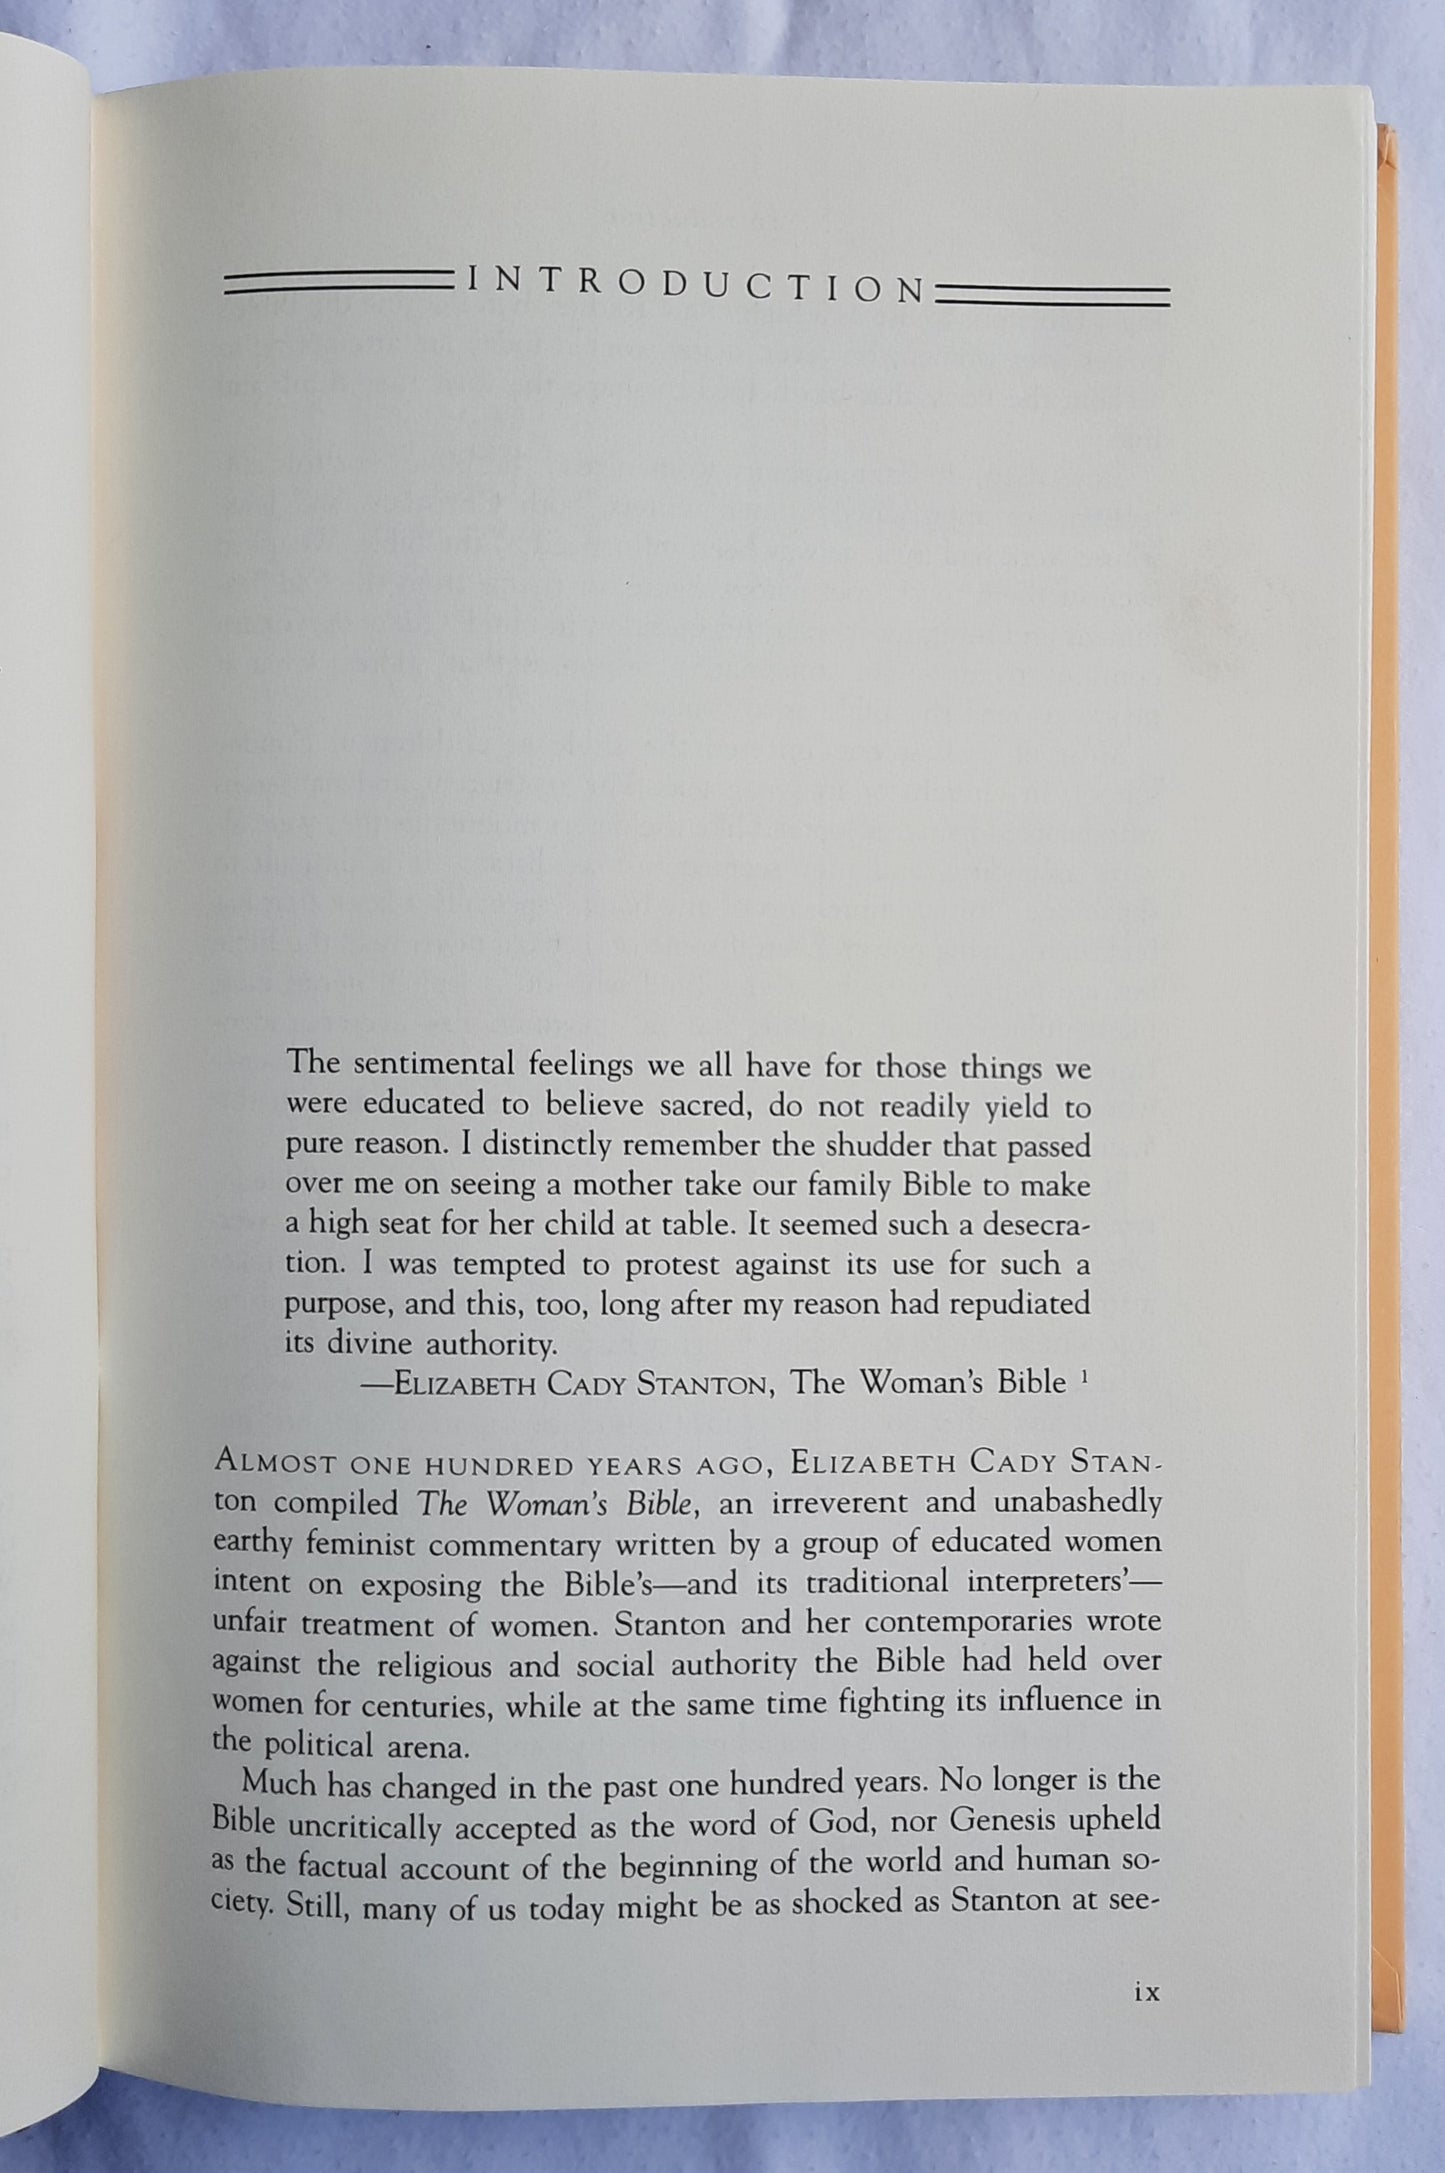 INTRODUCTION
The sentimental feelings we all have for those things we
were educated to believe sacred, do not readily yield to
pure reason. I distinctly remember the shudder that passed
over me on seeing a mother take our family Bible to make
a high seat for her child at table. It seemed such a desecra-
tion. I was tempted to protest against its use for such a
purpose, and this, too, long after my reason had repudiated
its divine authority.
—ELIZABETH CADY STANTON, The Woman's Bible ¹
ALMOST ONE HUNDRED YEARS AGO, ELIZABETH CADY STAN-
ton compiled The Woman's Bible, an irreverent and unabashedly
earthy feminist commentary written by a group of educated women
intent on exposing the Bible's—and its traditional interpreters'—
unfair treatment of women. Stanton and her contemporaries wrote
against the religious and social authority the Bible had held over
women for centuries, while at the same time fighting its influence in
the political arena.
Much has changed in the past one hundred years. No longer is the
Bible uncritically accepted as the word of God, nor Genesis upheld
as the factual account of the beginning of the world and human so-
ciety. Still, many of us today might be as shocked as Stanton at see-
ix